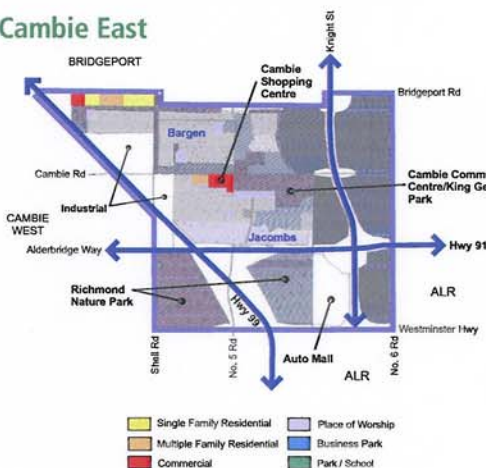 Cambie East
BRIDGEPORT
Cambie
Shopping
Centre
Knight St
Bridgeport Rd
Bargen
Cambie Rd
Cambie Comm
Centre/King Ge
Park
Industrial
CAMBIE
WEST
Jacombs
Alderbridge Way
Hwy 91
Richmond
Nature Park
Hwy 99
ALR
Auto Mall
Westminster Hwy
Shell Rd
No. 5 Rd
No. 6 Rd
ALR
Single Family Residential
Place of Worship
Multiple Family Residential
Business Park
Commercial
Park / School